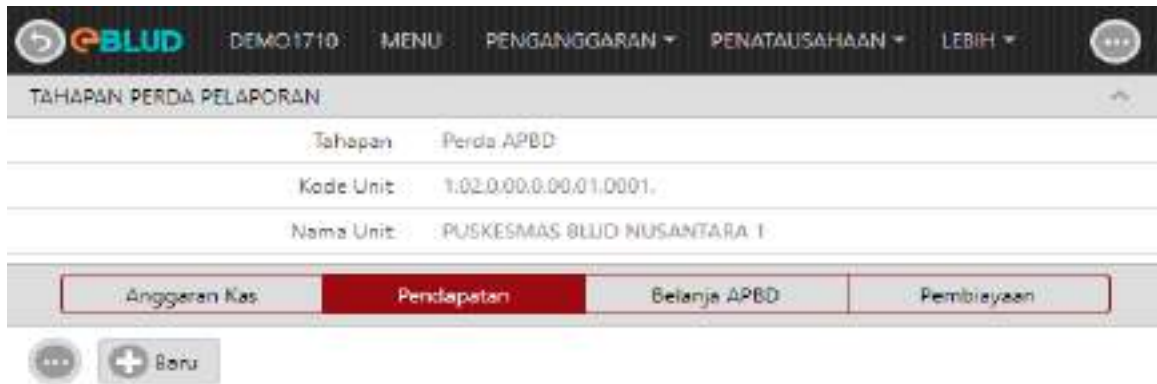 eBLUD DEMO1710 MENU PENGANGGARAN PENATAUSAHAAN LEBIH
TAHAPAN PERDA PELAPORAN
Tahapan Perda APBD
Kode Unit 1.02.0.00.0.00.01.0001.
Nama Unit PUSKESMAS BLUD NUSANTARA 1
Anggaran Kas Pendapatan Belanja APBD Pembiayaan
Baru